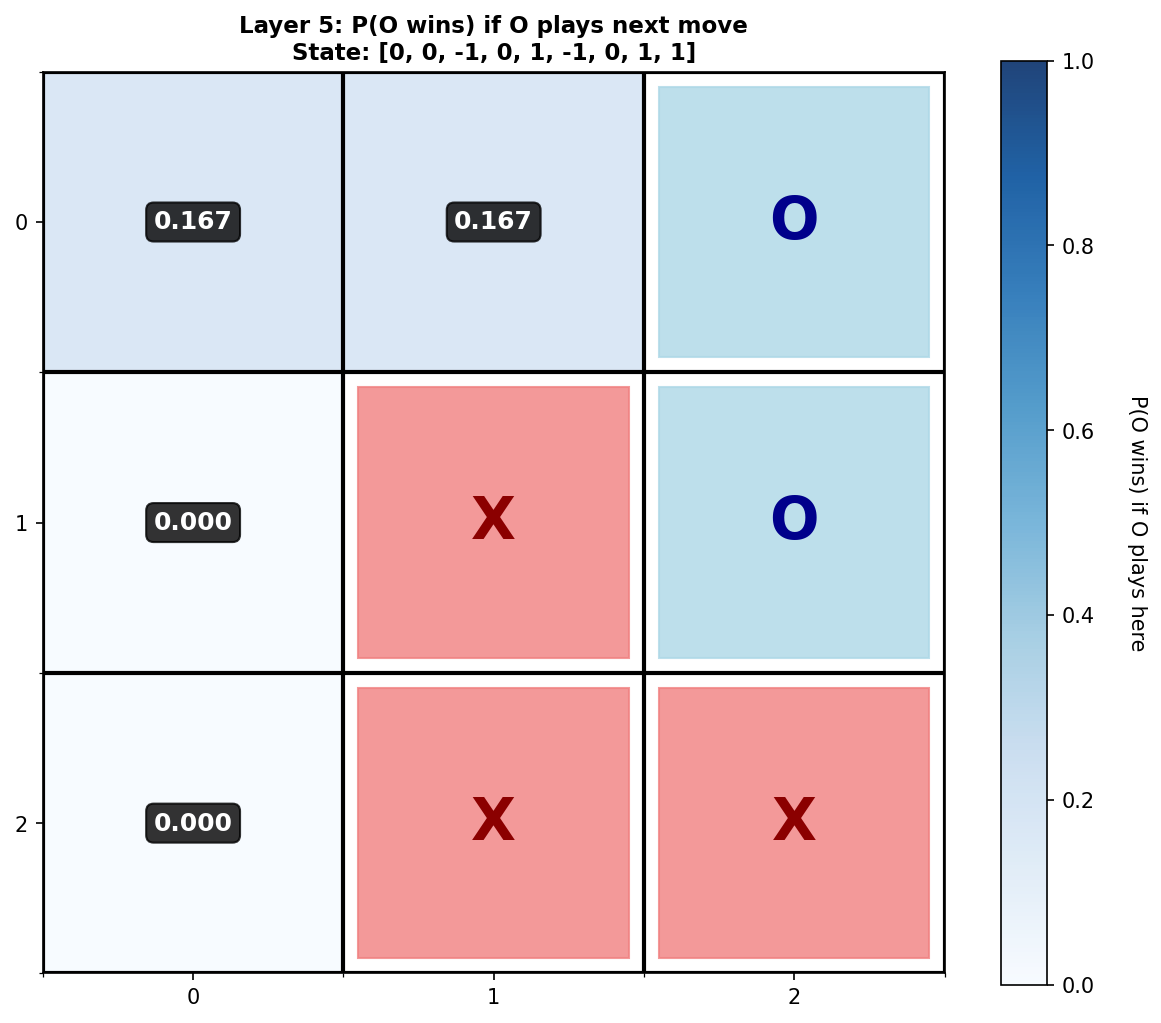 Layer 5: P(O wins) if O plays next move
State: [0, 0, -1, 0, 1, -1, 0, 1, 1]
0
0.167
0.167
O
1
0.000
X
O
2
0.000
X
X
0
1
2
1.0
0.8
0.6
0.4
0.2
0.0
P(O wins) if O plays here